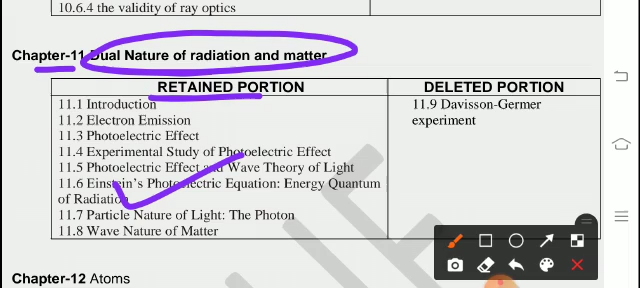 10.6.4 the validity of ray optics
Chapter-11 Dual Nature of radiation and matter
RETAINED PORTION
DELETED PORTION
11.1 Introduction
11.2 Electron Emission
11.3 Photoelectric Effect
11.4 Experimental Study of Photoelectric Effect
11.5 Photoelectric Effect and Wave Theory of Light
11.6 Einstein's Photoelectric Equation: Energy Quantum
of Radiation
11.7 Particle Nature of Light: The Photon
11.8 Wave Nature of Matter
11.9 Davisson-Germer
experiment
Chapter-12 Atoms